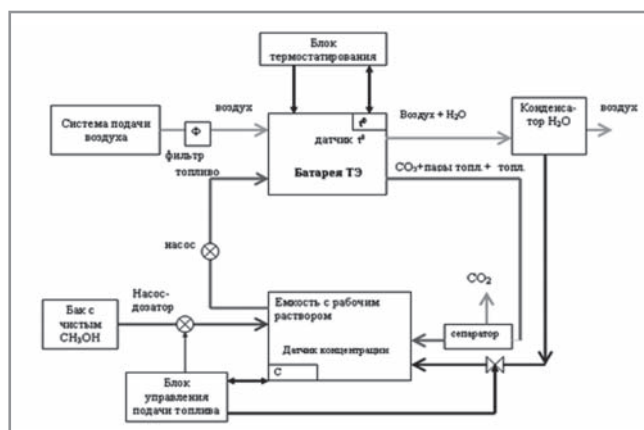 Блок
термостатирования
Система подачи
воздуха
Ф
фильтр
воздух
t⁰
датчик t⁰
Батарея ТЭ
Воздух + H₂O
Конденса-
тор H₂O
воздух
топливо
CO₂+пары топл.+ топл.
насос
CO₂
Бак с
чистым
CH₃OH
Насос-
дозатор
Емкость с рабочим
раствором
Датчик концентрации
С
сепаратор
Блок
управления
подачи топлива